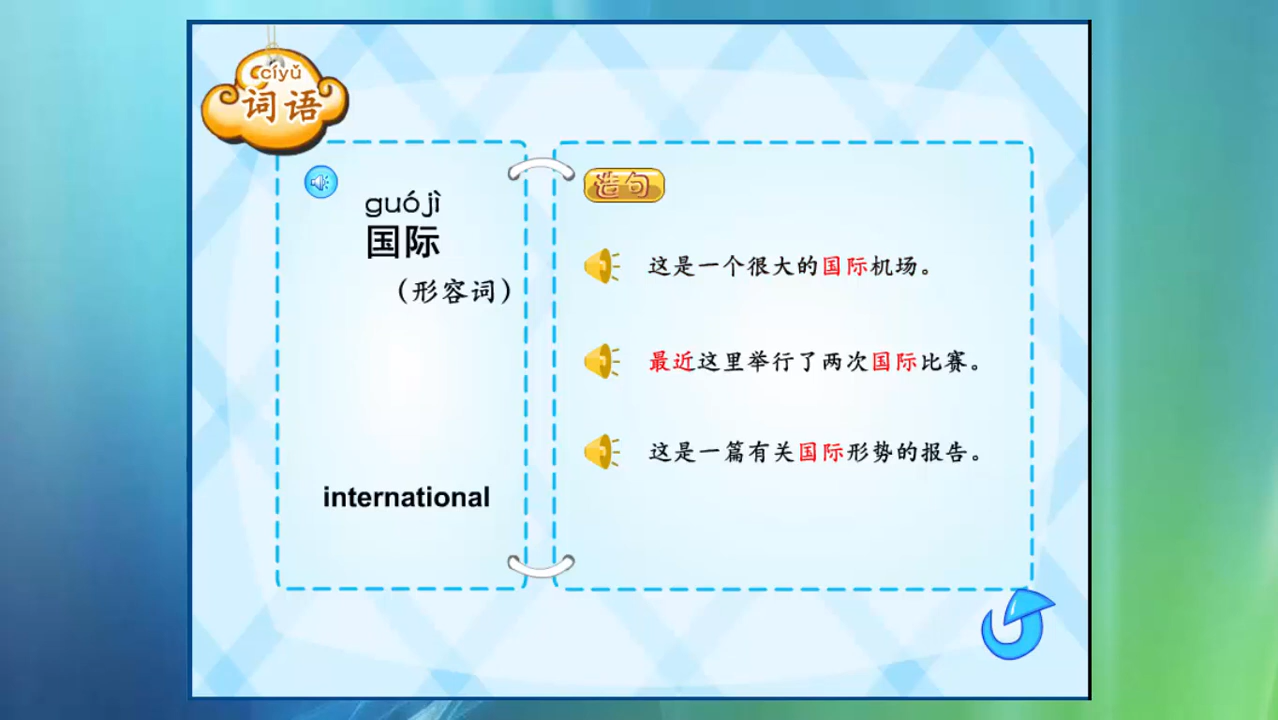 cíyǔ
词语
guójì
国际
（形容词）
international
造句
这是一个很大的国际机场。
最近这里举行了两次国际比赛。
这是一篇有关国际形势的报告。